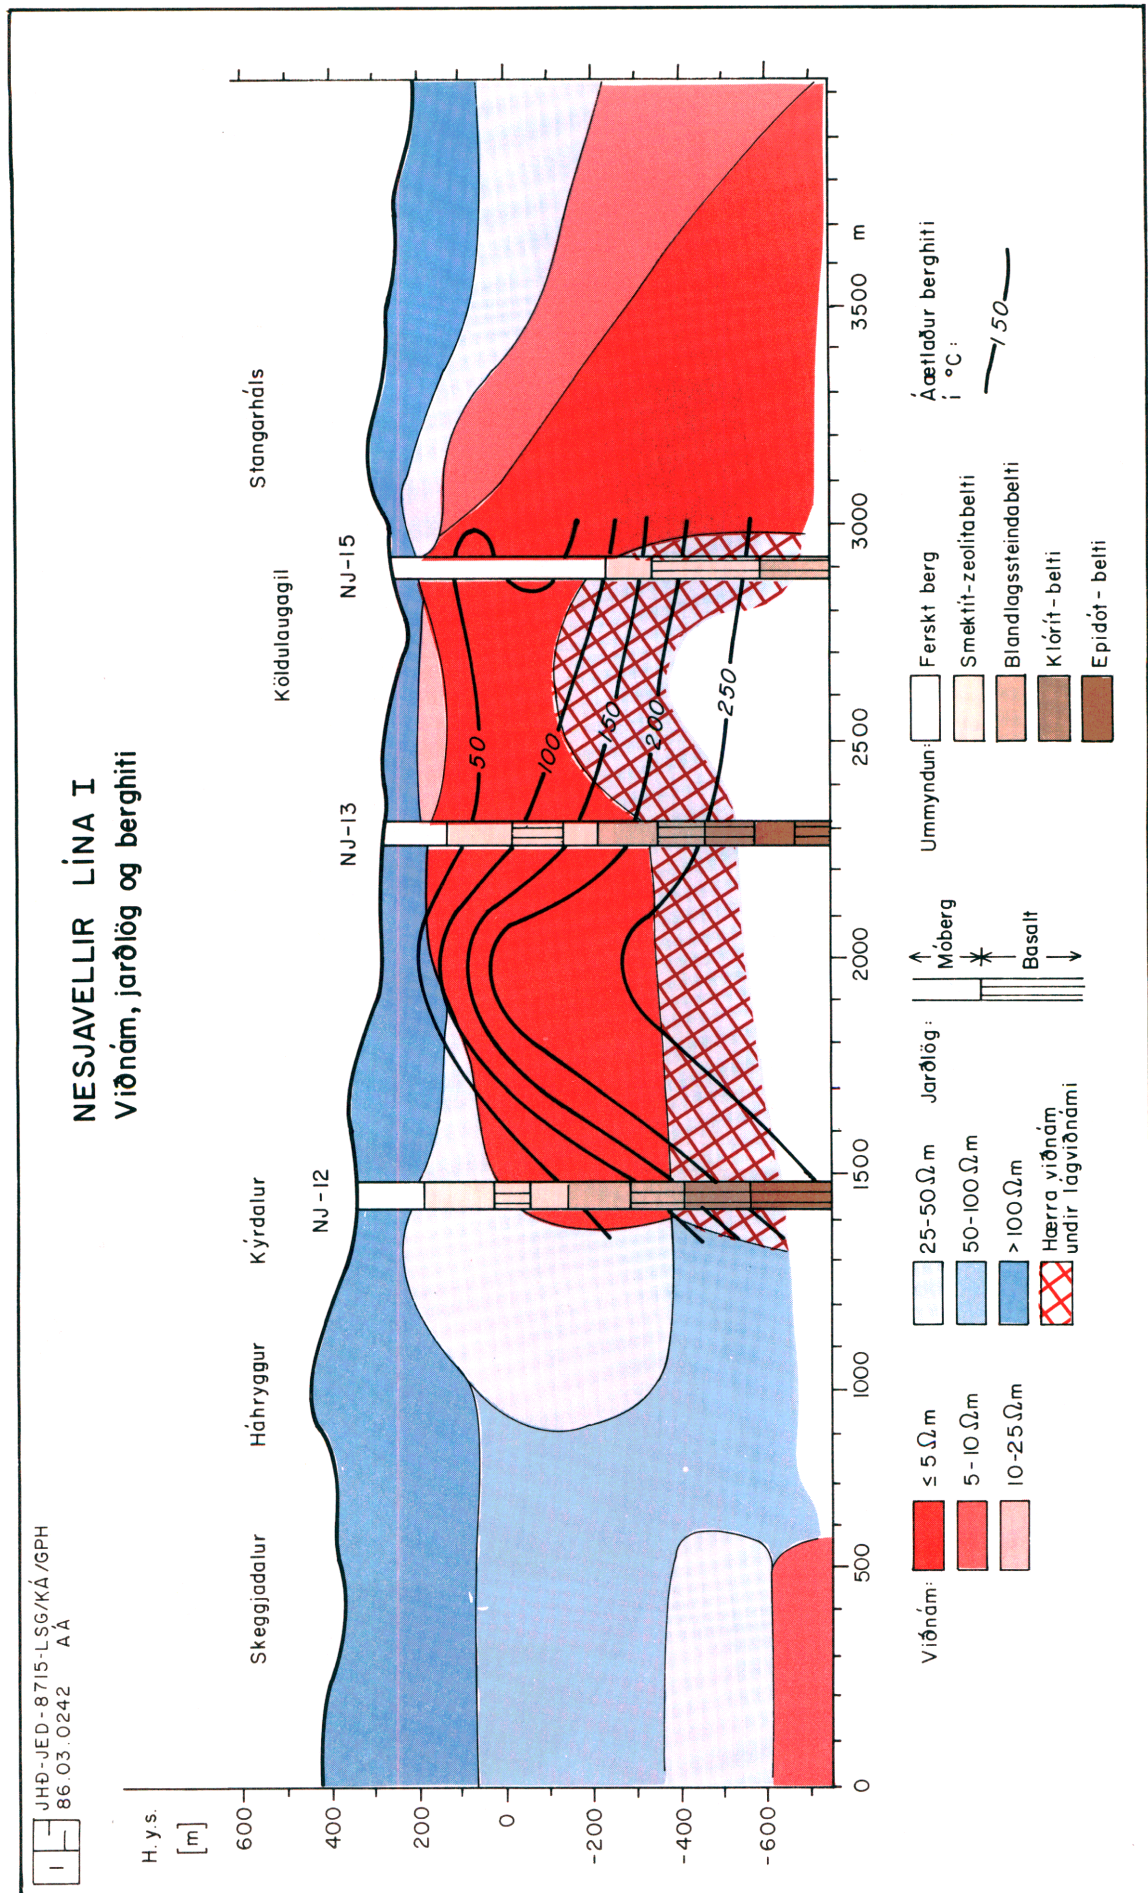 JHÐ-JED-8715-LSG/KÁ/GPH
86.03.0242 AÁ
NESJAVELLIR LÍNA I
Viðnám, jarðlög og berghiti
H.y.s.
[m]
Skeggjadalur
Háhryggur
Kýrdalur
Köldulaugagil
Stangarháls
NJ-12
NJ-13
NJ-15
600
400
200
0
-200
-400
-600
50
100
150
200
250
0
500
1000
1500
2000
2500
3000
3500
m
Viðnám:
≤ 5 Ωm
5-10 Ωm
10-25 Ωm
25-50 Ωm
50-100 Ωm
>100 Ωm
Hærra viðnám
undir lágviðnámi
Jarðlög:
Móberg
Basalt
Ummyndun:
Ferskt berg
Smektít-zeolítabelti
Blandlagssteindabelti
Klórít-belti
Epidót-belti
Áætlaður berghiti
í °C:
150